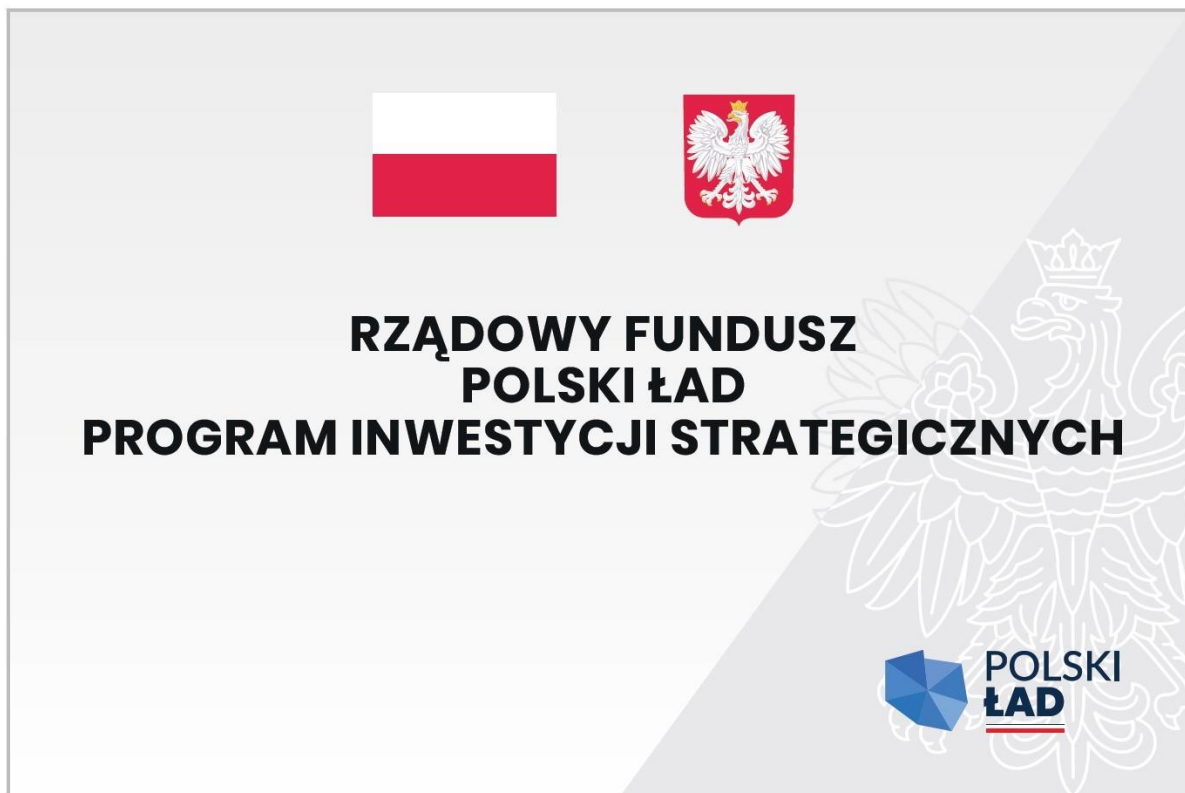 RZĄDOWY FUNDUSZ
POLSKI ŁAD
PROGRAM INWESTYCJI STRATEGICZNYCH
POLSKI
ŁAD